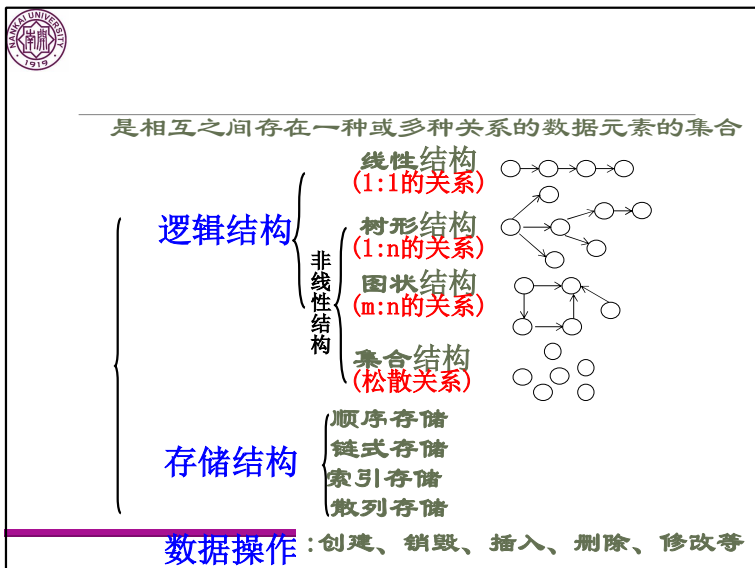 NANKAI UNIVERSITY
南開
1919
是相互之间存在一种或多种关系的数据元素的集合
逻辑结构
线性结构
(1:1的关系)
非线性结构
树形结构
(1:n的关系)
图状结构
(m:n的关系)
集合结构
(松散关系)
存储结构
顺序存储
链式存储
索引存储
散列存储
数据操作:创建、销毁、插入、删除、修改等